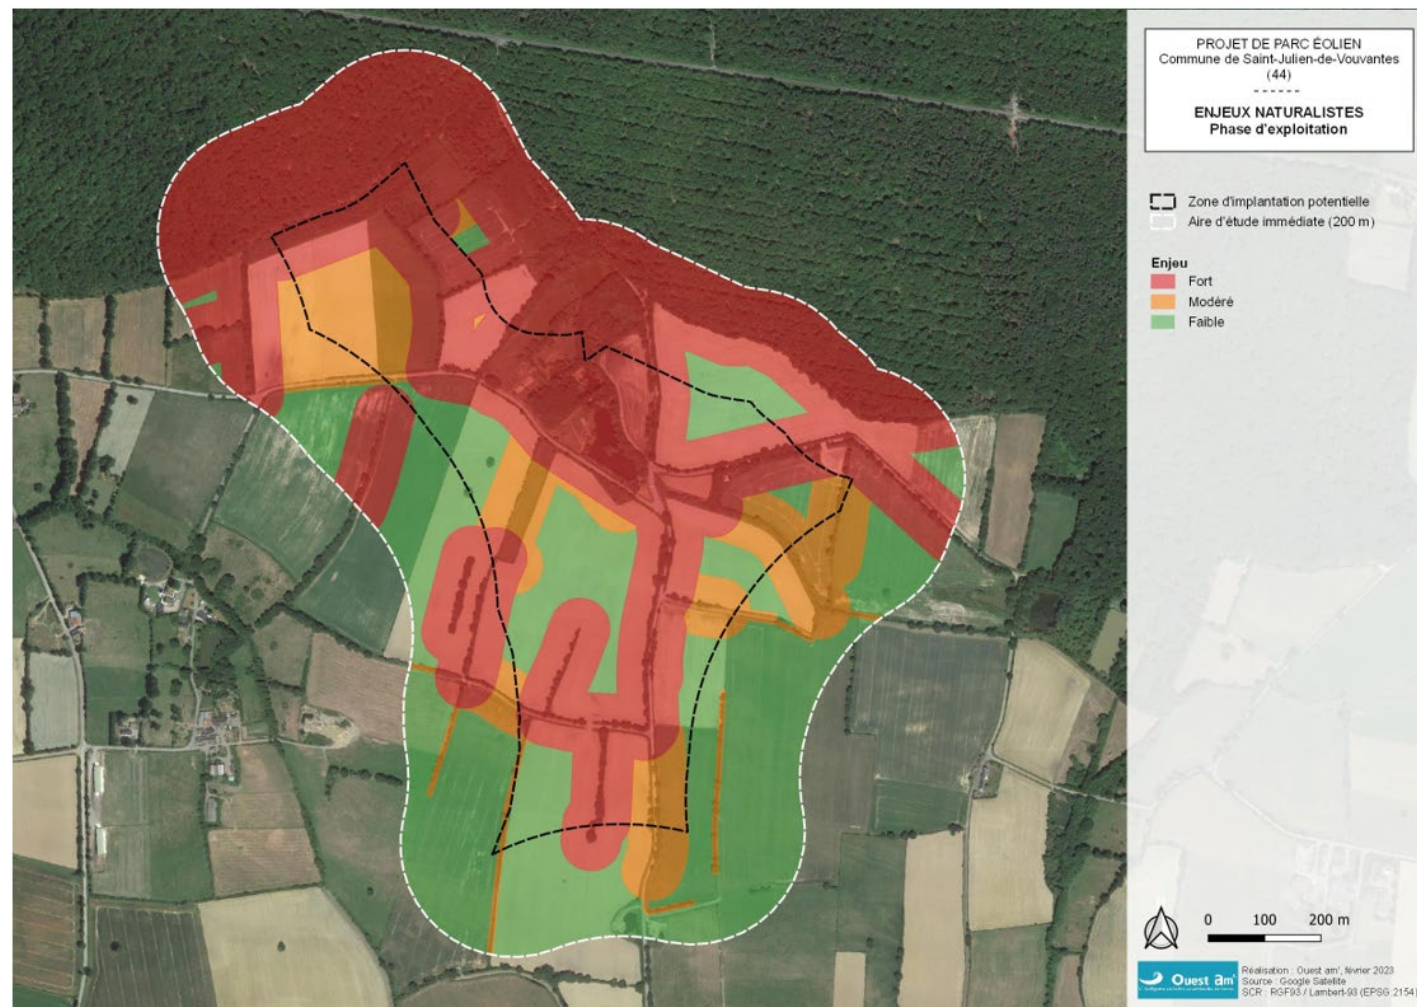 PROJET DE PARC ÉOLIEN
Commune de Saint-Julien-de-Vouvantes
(44)
------
ENJEUX NATURALISTES
Phase d'exploitation
Zone d'implantation potentielle
Aire d'étude immédiate (200 m)
Enjeu
Fort
Modéré
Faible
0 100 200 m
Ouest am'
Réalisation : Ouest am', février 2023
Source : Google Satellite
SCR : RGF93 / Lambert-93 (EPSG:2154)